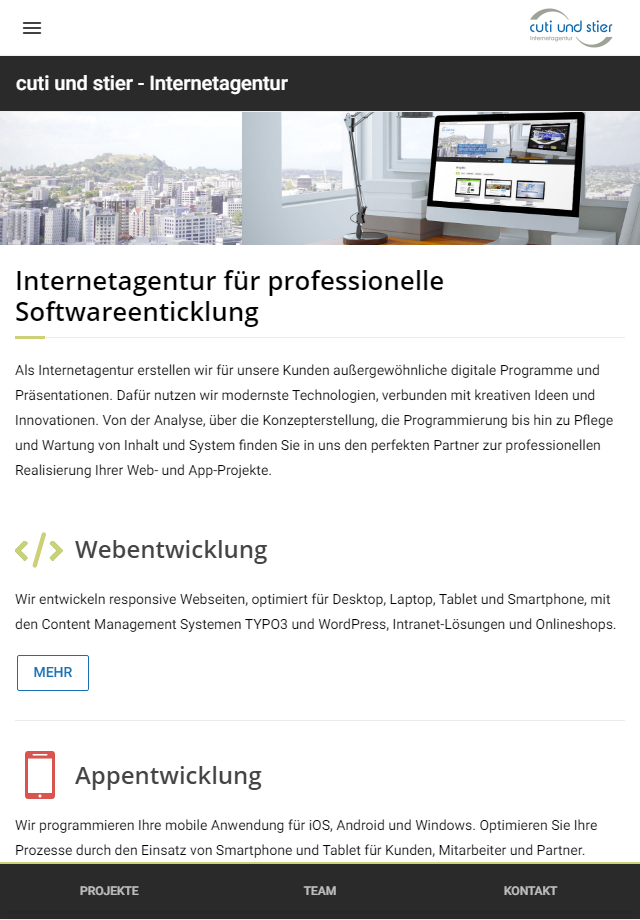 cuti und stier
Internetagentur
cuti und stier - Internetagentur
Internetagentur für professionelle
Softwareenticklung
Als Internetagentur erstellen wir für unsere Kunden außergewöhnliche digitale Programme und
Präsentationen. Dafür nutzen wir modernste Technologien, verbunden mit kreativen Ideen und
Innovationen. Von der Analyse, über die Konzepterstellung, die Programmierung bis hin zu Pflege
und Wartung von Inhalt und System finden Sie in uns den perfekten Partner zur professionellen
Realisierung Ihrer Web- und App-Projekte.
Webentwicklung
Wir entwickeln responsive Webseiten, optimiert für Desktop, Laptop, Tablet und Smartphone, mit
den Content Management Systemen TYPO3 und WordPress, Intranet-Lösungen und Onlineshops.
MEHR
Appentwicklung
Wir programmieren Ihre mobile Anwendung für iOS, Android und Windows. Optimieren Sie Ihre
Prozesse durch den Einsatz von Smartphone und Tablet für Kunden, Mitarbeiter und Partner.
PROJEKTE TEAM KONTAKT